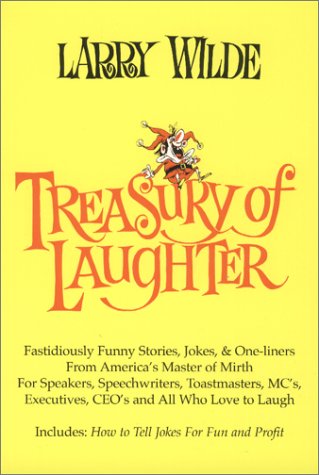 LARRY WILDE
TREASURY of
LAUGHTER
Fastidiously Funny Stories, Jokes, & One-liners
From America's Master of Mirth
For Speakers, Speechwriters, Toastmasters, MC's,
Executives, CEO's and All Who Love to Laugh
Includes: How to Tell Jokes For Fun and Profit